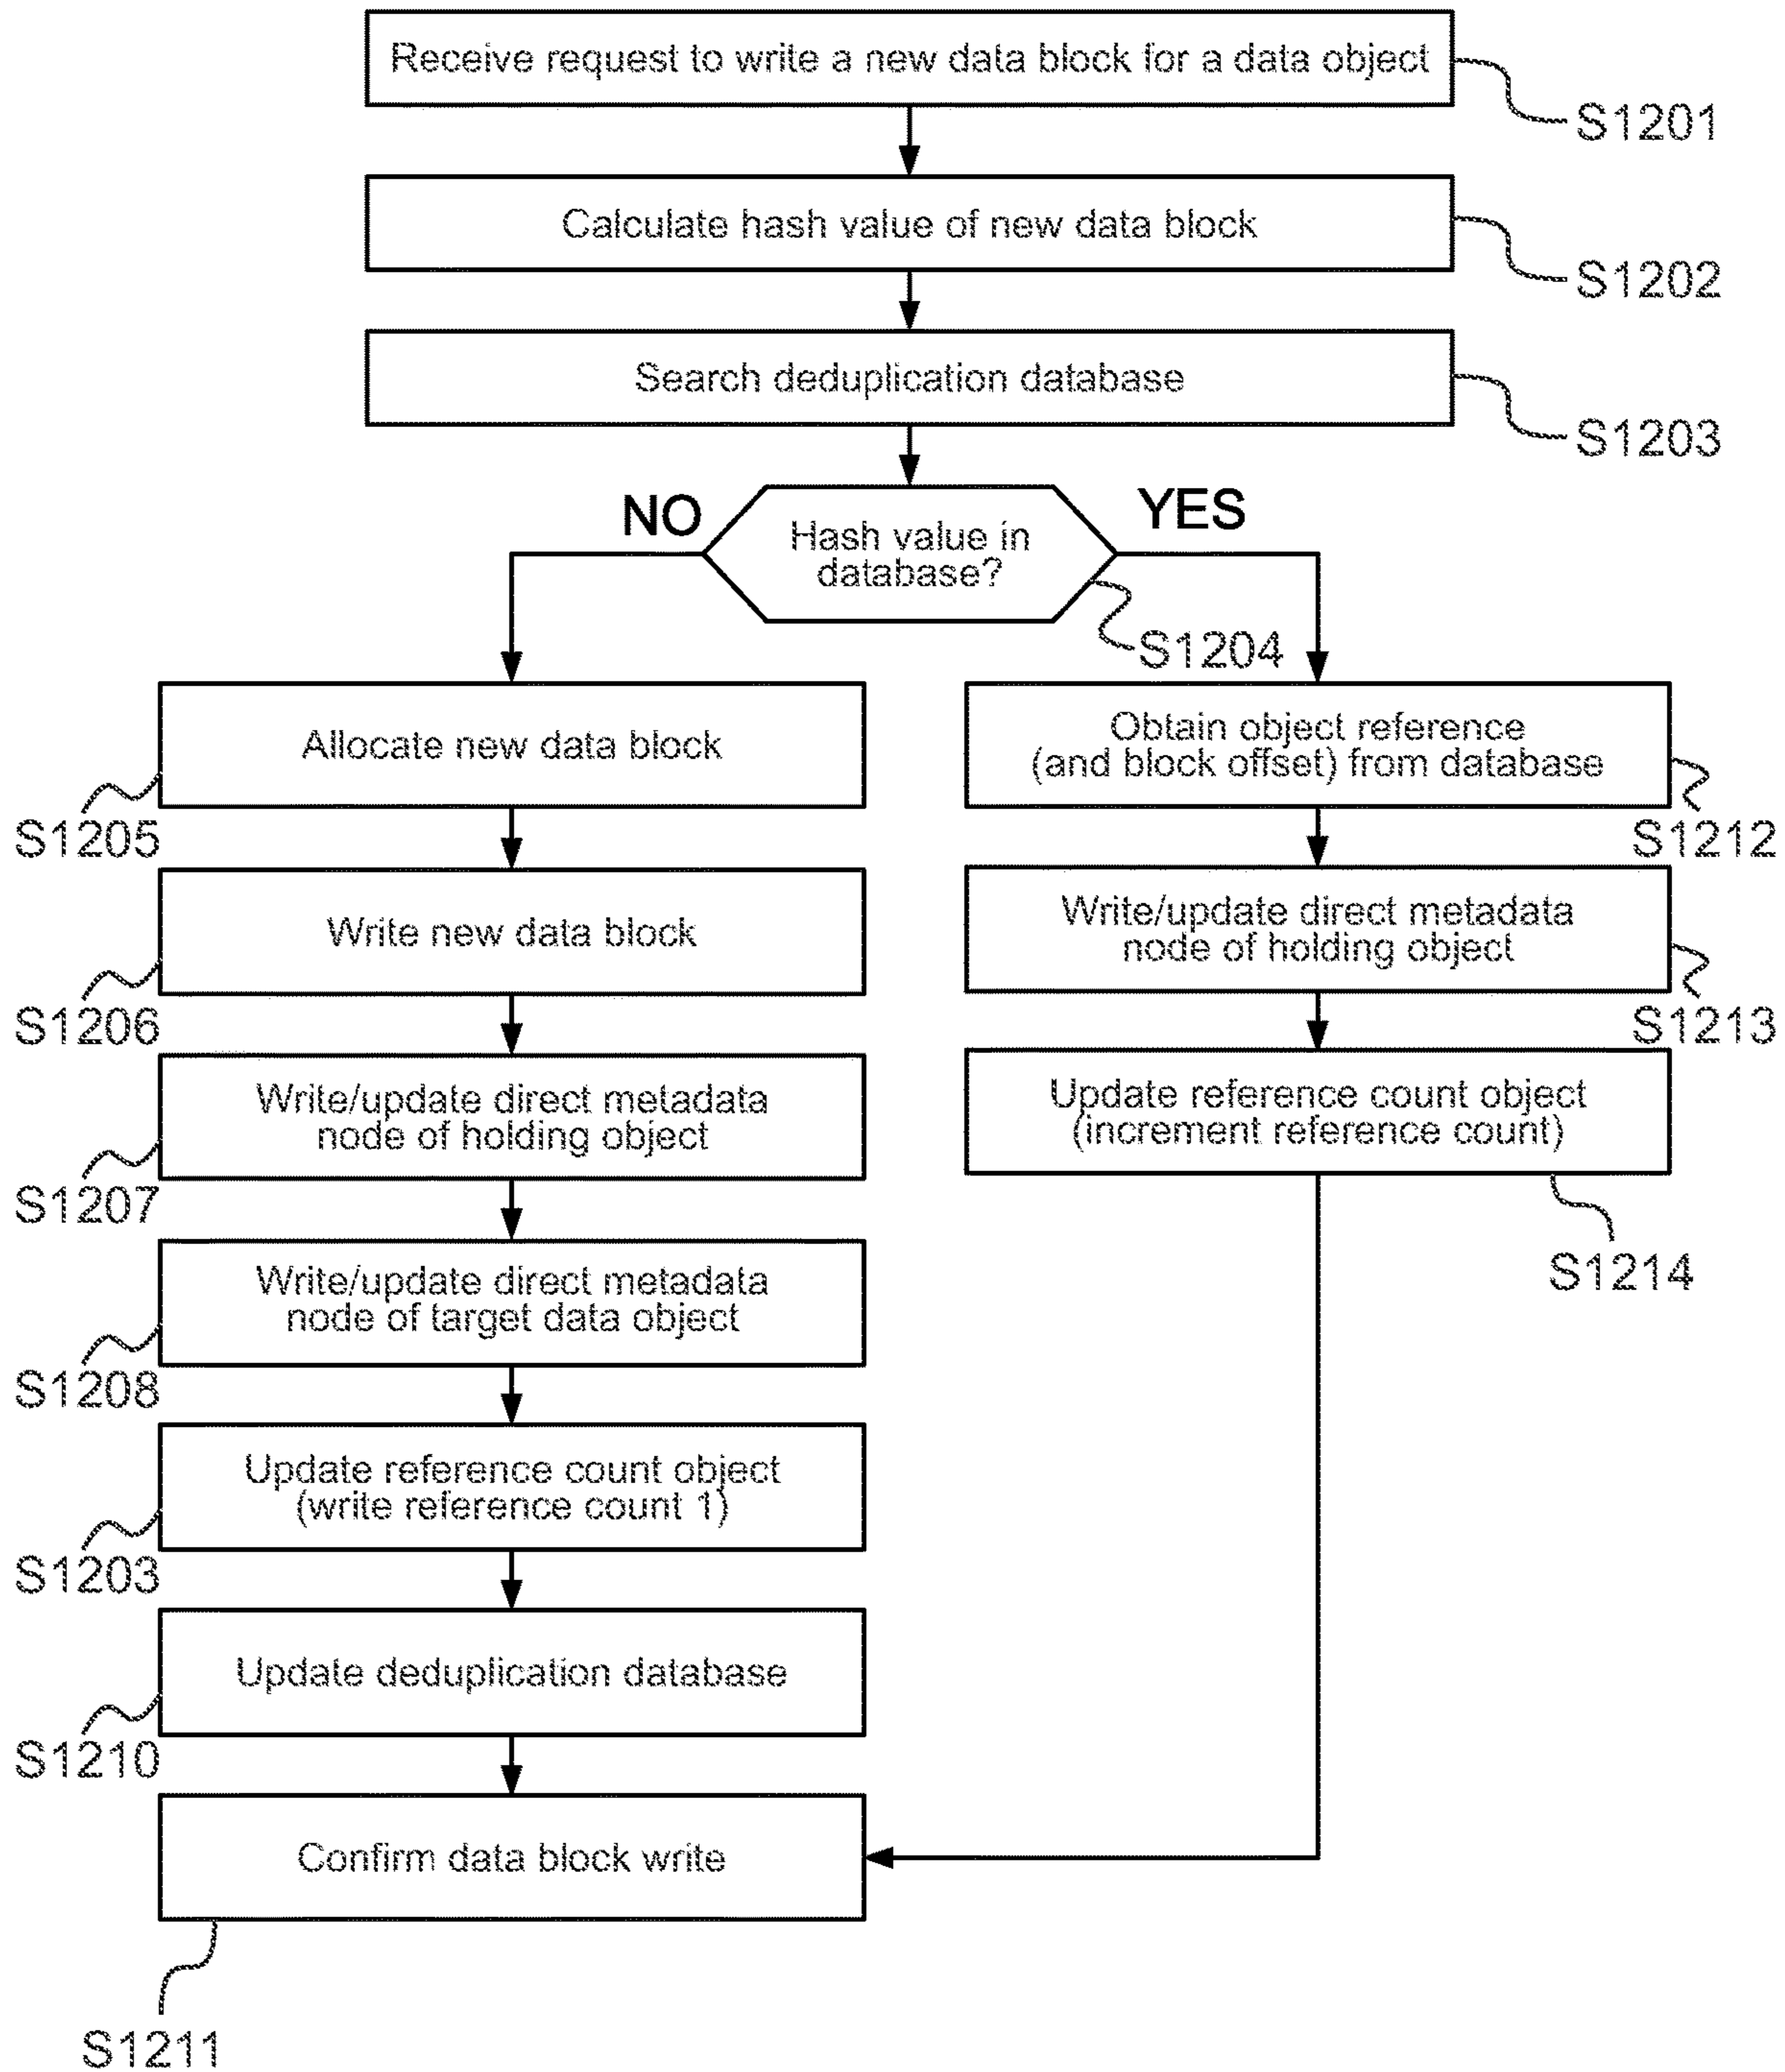 Receive request to write a new data block for a data object
S1201
Calculate hash value of new data block
S1202
Search deduplication database
S1203
NO
YES
Hash value in
database?
S1204
Allocate new data block
S1205
Obtain object reference
(and block offset) from database
S1212
Write new data block
S1206
Write/update direct metadata
node of holding object
S1213
Write/update direct metadata
node of holding object
S1207
Update reference count object
(increment reference count)
S1214
Write/update direct metadata
node of target data object
S1208
Update reference count object
(write reference count 1)
S1203
Update deduplication database
S1210
Confirm data block write
S1211